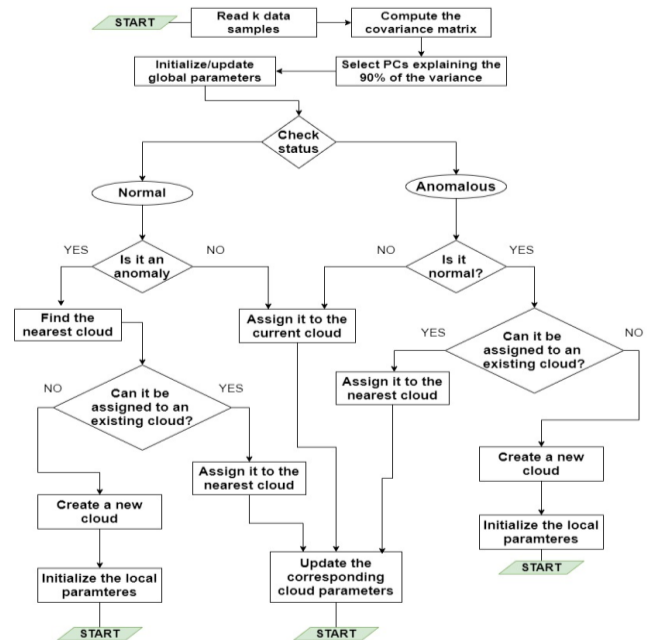 START
Read k data
samples
Compute the
covariance matrix
Initialize/update
global parameters
Select PCs explaining the
90% of the variance
Check
status
Normal
Anomalous
YES
Is it an
anomaly
NO
NO
Is it
normal?
YES
Find the
nearest cloud
Assign it to the
current cloud
YES
Can it be
assigned to an
existing cloud?
NO
Assign it to the
nearest cloud
NO
Can it be
assigned to an
existing cloud?
YES
Assign it to the
nearest cloud
Create a new
cloud
Create a new
cloud
Initialize the local
paramteres
Update the
corresponding
cloud parameters
Initialize the local
paramteres
START
START
START